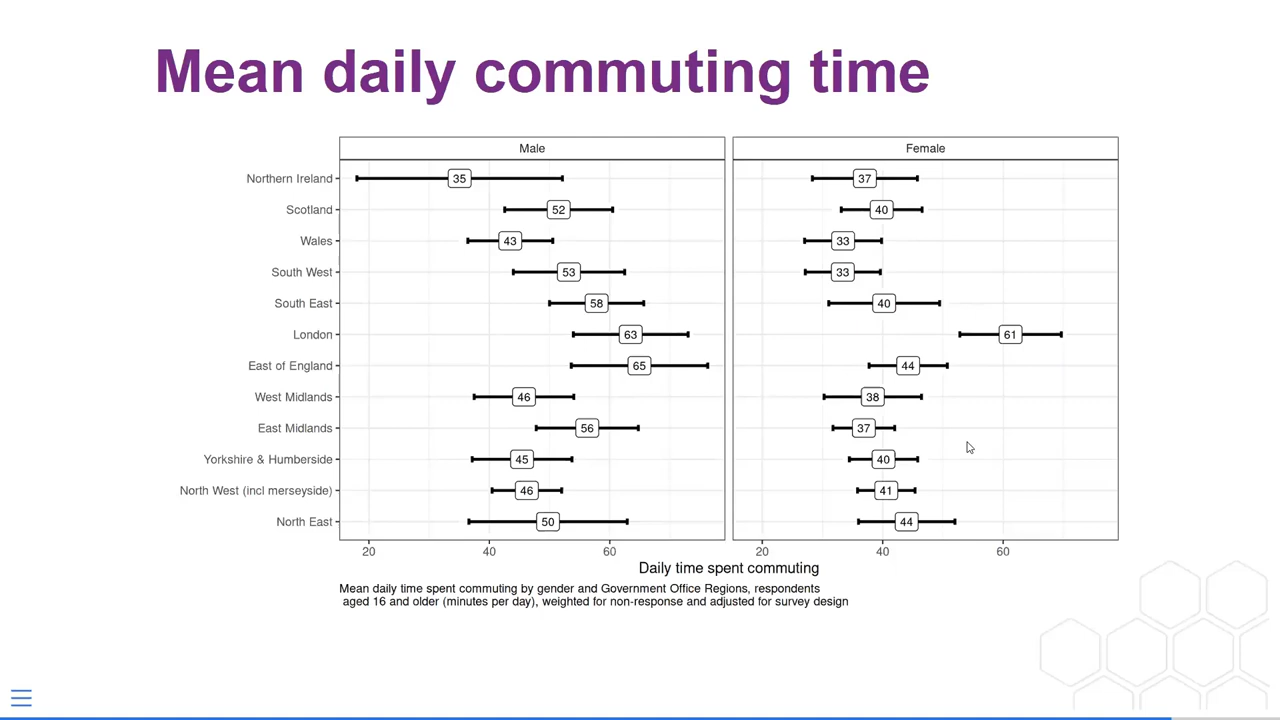 Mean daily commuting time
Male
Female
Northern Ireland 35 37
Scotland 52 40
Wales 43 33
South West 53 33
South East 58 40
London 63 61
East of England 65 44
West Midlands 46 38
East Midlands 56 37
Yorkshire & Humberside 45 40
North West (incl merseyside) 46 41
North East 50 44
20 40 60 20 40 60
Daily time spent commuting
Mean daily time spent commuting by gender and Government Office Regions, respondents
aged 16 and older (minutes per day), weighted for non-response and adjusted for survey design